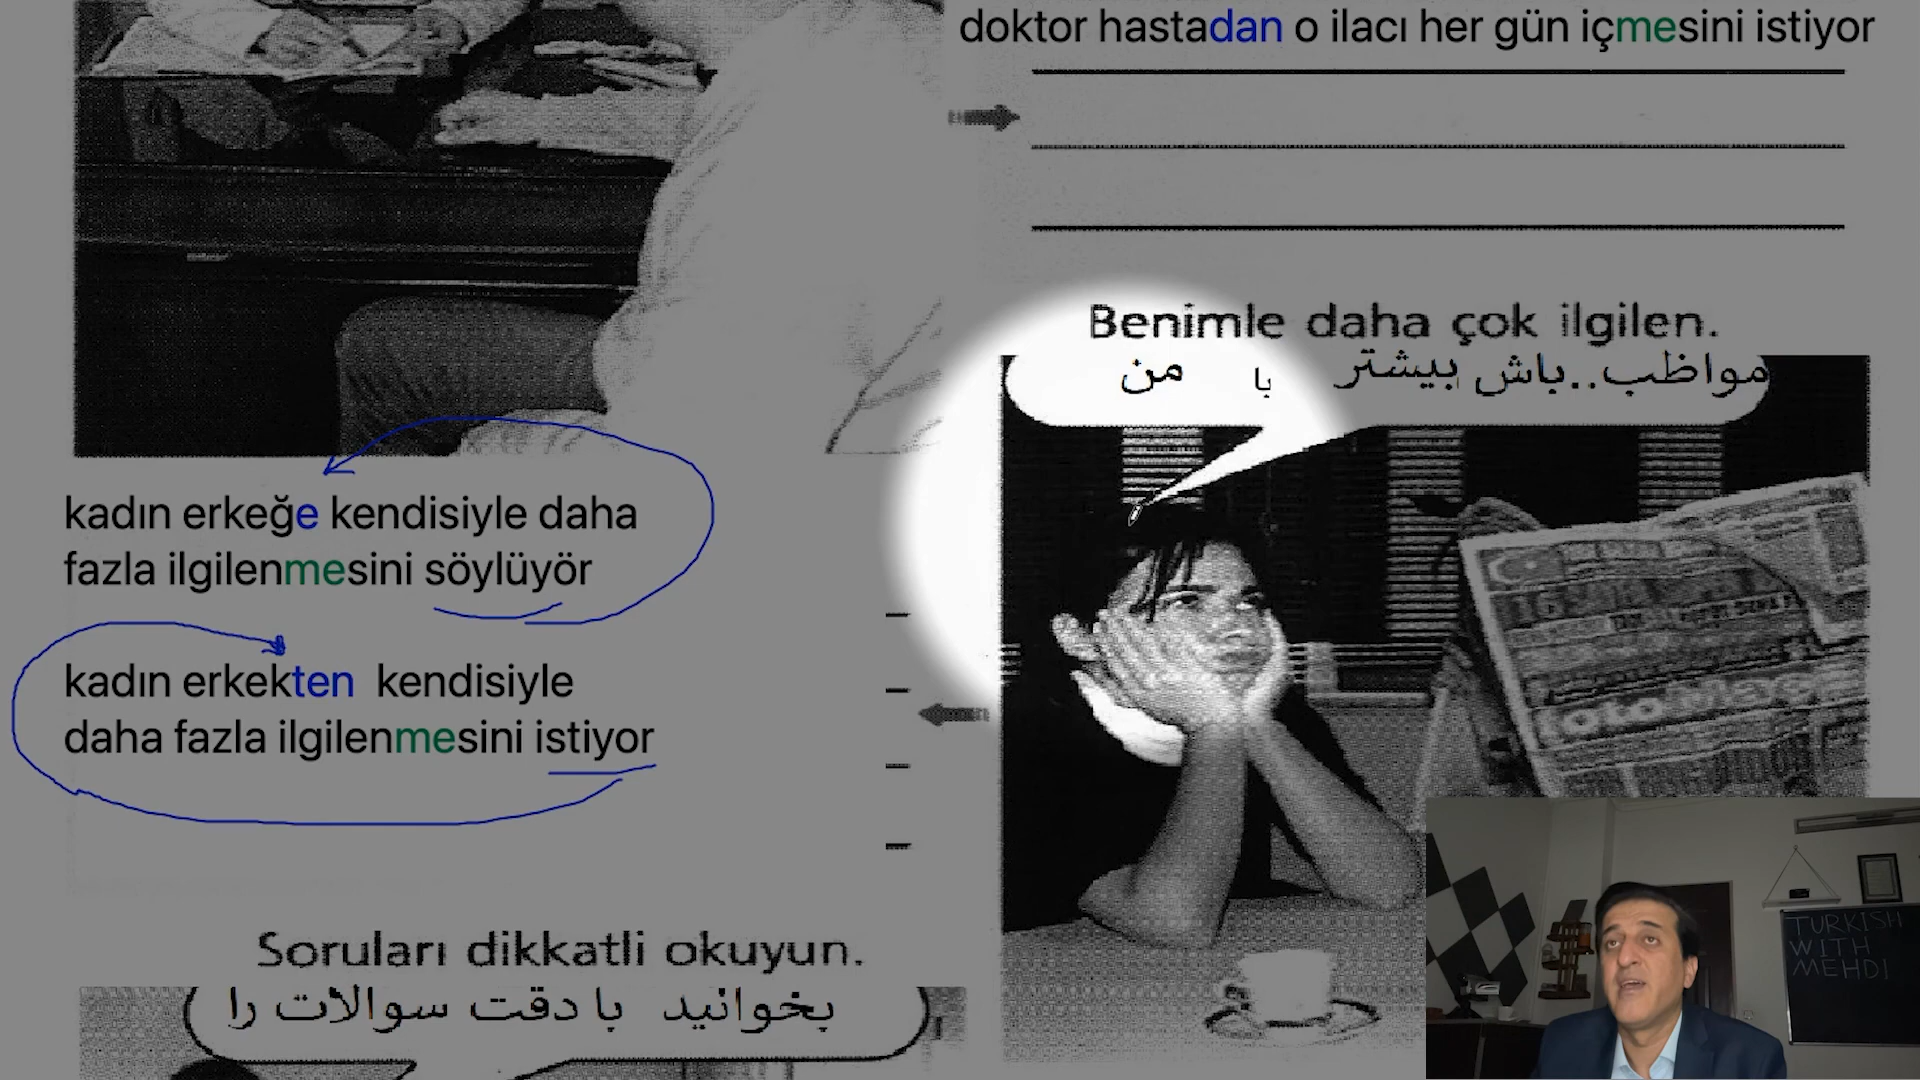 doktor hastadan o ilacı her gün içmesini istiyor
Benimle daha çok ilgilen.
من با بیشتر باش..مواظب
kadın erkeğe kendisiyle daha
fazla ilgilenmesini söylüyör
kadın erkekten kendisiyle
daha fazla ilgilenmesini istiyor
Soruları dikkatli okuyun.
بخوانید با دقت سوالات را
TURKISH
WITH
MEHDI